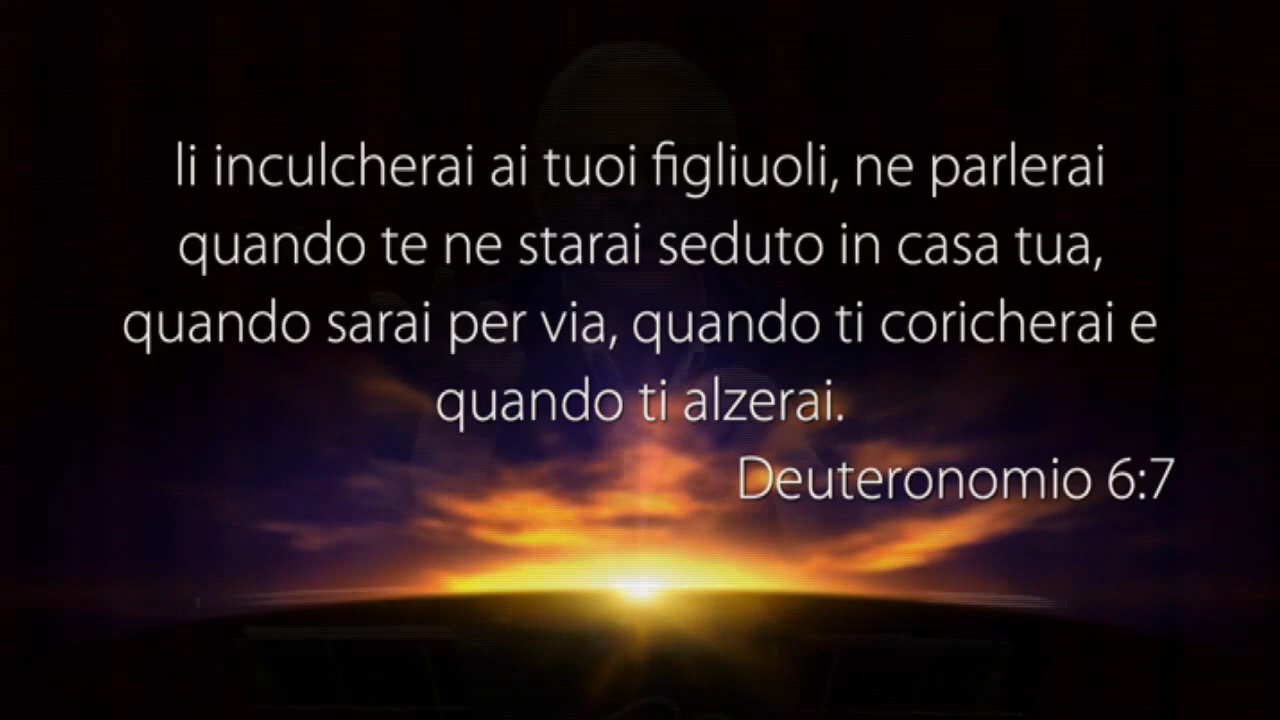 li inculcherai ai tuoi figliuoli, ne parlerai
quando te ne starai seduto in casa tua,
quando sarai per via, quando ti coricherai e
quando ti alzerai.
Deuteronomio 6:7